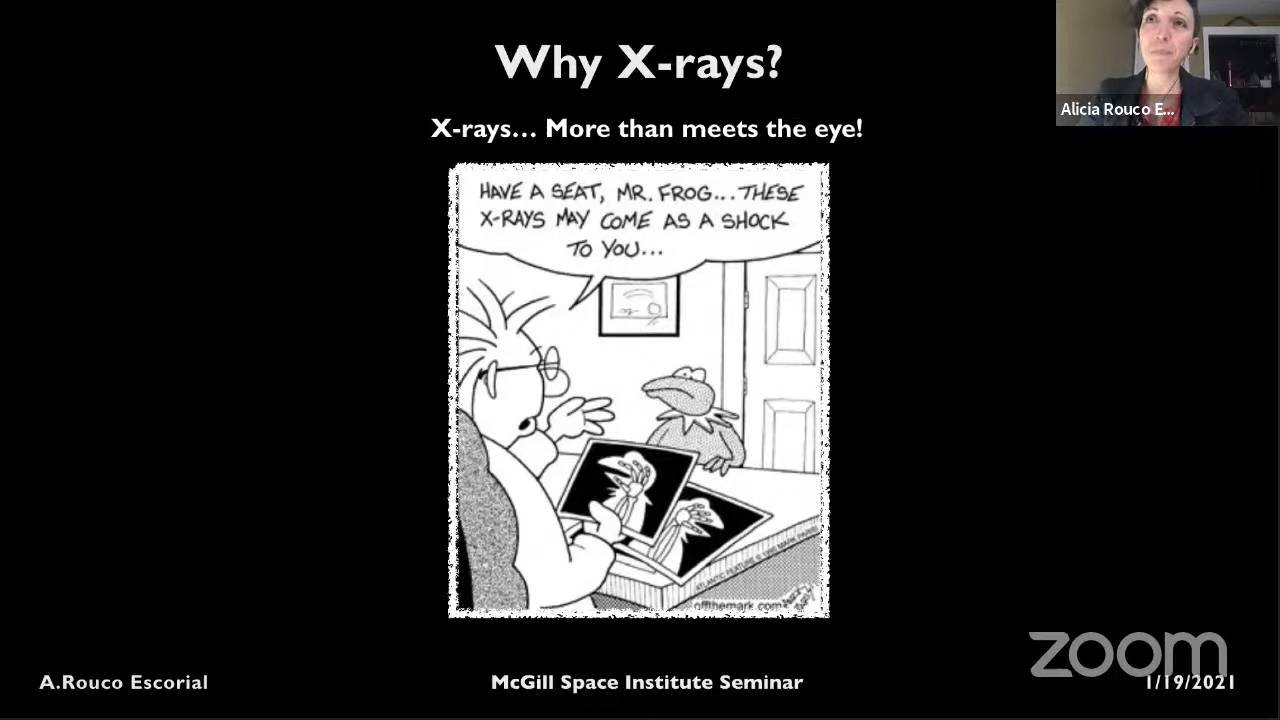 Why X-rays?
X-rays... More than meets the eye!
Alicia Rouco E...
HAVE A SEAT, MR. FROG...THESE
X-RAYS MAY COME AS A SHOCK
TO YOU...
offthemark.com
zoom
A.Rouco Escorial
McGill Space Institute Seminar
1/19/2021